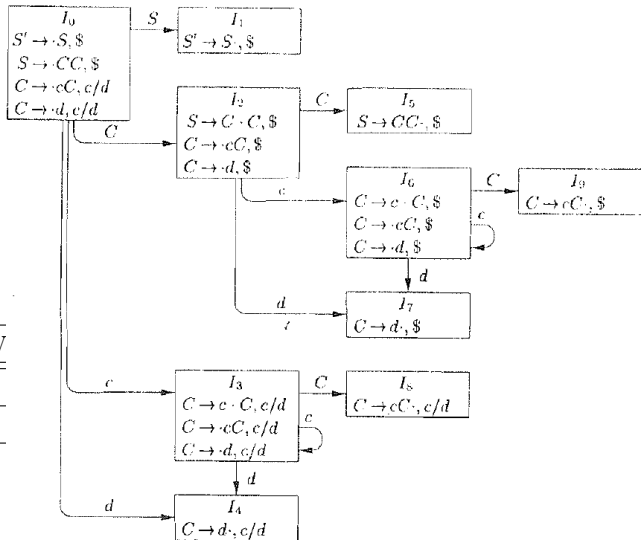 I₀
S' → ·S, $
S → ·CC, $
C → ·cC, c/d
C → ·d, c/d
S
I₁
S' → S·, $
C
I₂
S → C · C, $
C → ·cC, $
C → ·d, $
C
I₅
S → CC·, $
c
I₆
C → c · C, $
C → ·cC, $
C → ·d, $
C
I₉
C → cC·, $
c
d
d
I₇
C → d·, $
c
I₃
C → c · C, c/d
C → ·cC, c/d
C → ·d, c/d
C
I₈
C → cC·, c/d
c
d
d
I₄
C → d·, c/d